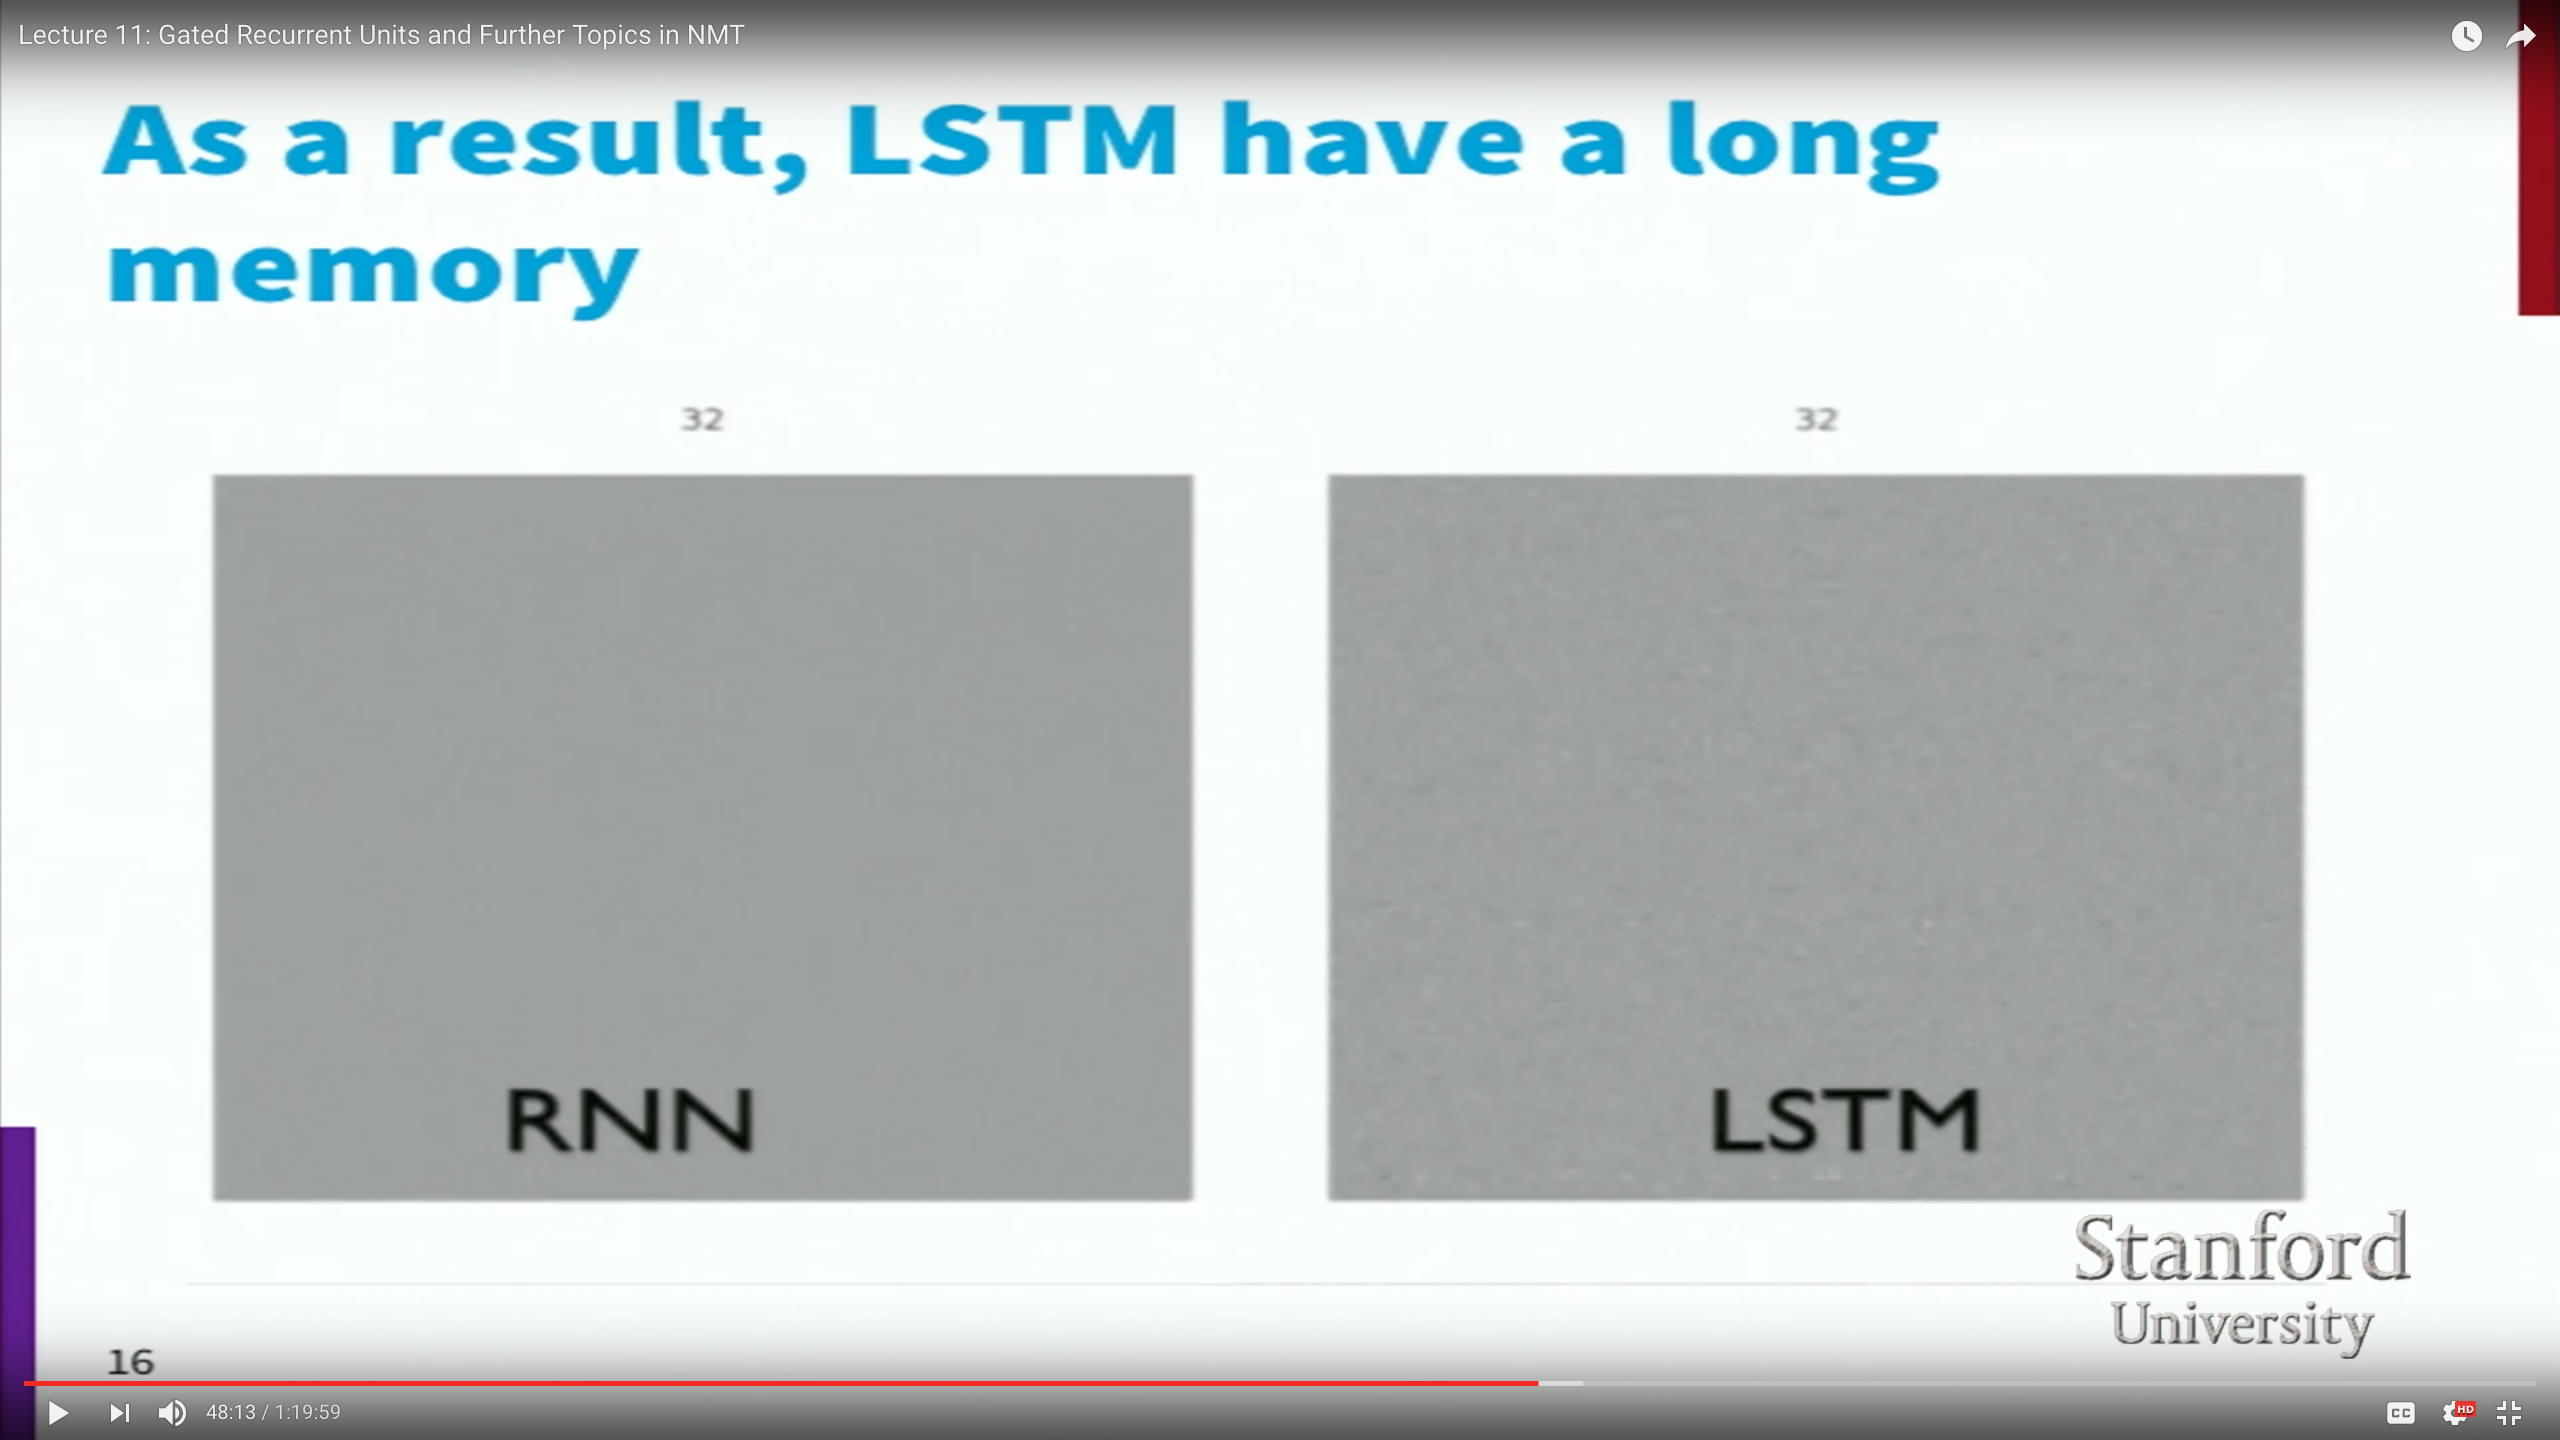 Lecture 11: Gated Recurrent Units and Further Topics in NMT
As a result, LSTM have a long
memory
32
32
RNN
LSTM
Stanford
University
16
48:13 / 1:19:59
CC
HD